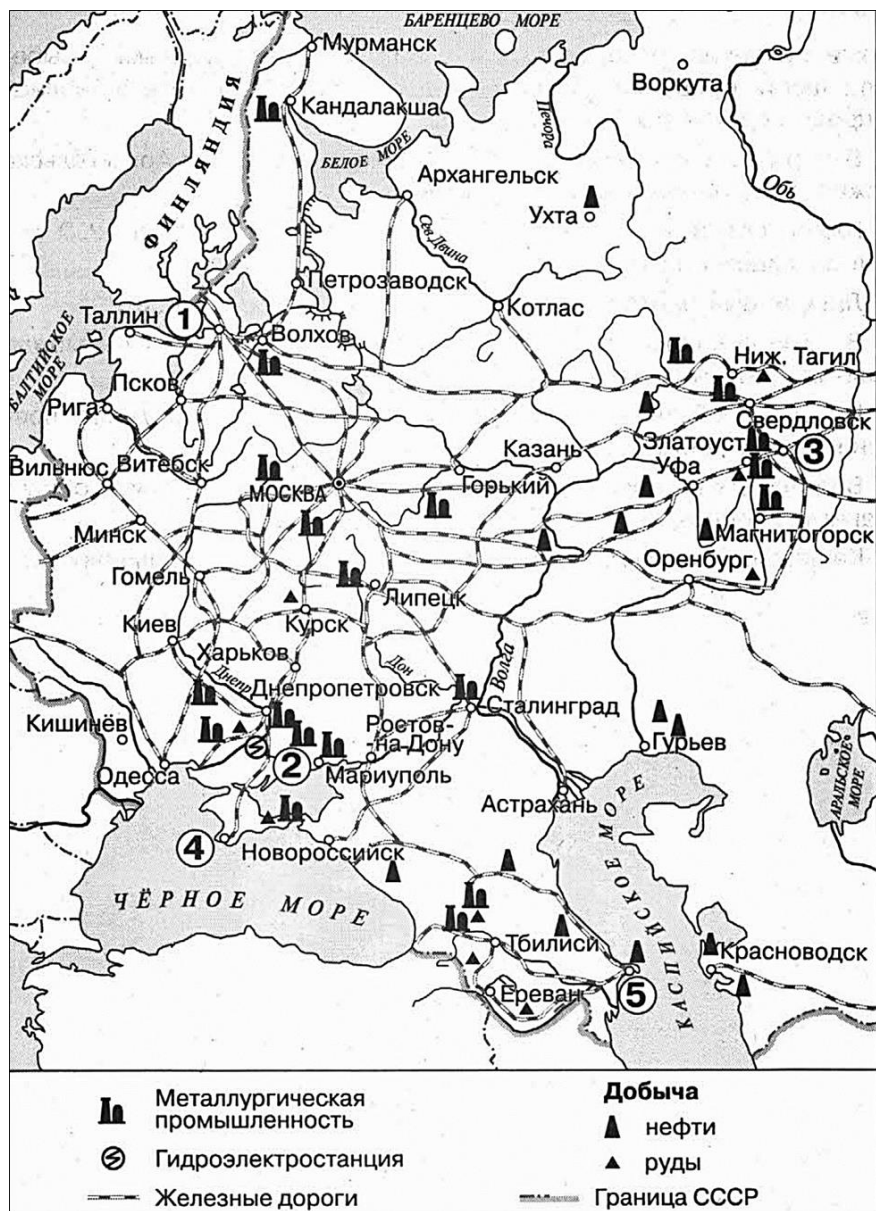 БАРЕНЦЕВО МОРЕ
Мурманск
Воркута
Кандалакша
Печора
ФИНЛЯНДИЯ
БЕЛОЕ МОРЕ
Архангельск
Обь
Ухта
Сев. Двина
Петрозаводск
Котлас
Таллин
1
Волхов
БАЛТИЙСКОЕ
МОРЕ
Ниж. Тагил
Псков
Рига
Свердловск
Казань
Златоуст
3
Вильнюс
Витебск
Горький
Уфа
МОСКВА
Минск
Магнитогорск
Оренбург
Гомель
Липецк
Киев
Курск
Харьков
Дон
Волга
Днепр
Днепропетровск
Сталинград
Кишинёв
Ростов-
-на-Дону
Гурьев
2
Одесса
Мариуполь
АРАЛЬСКОЕ
МОРЕ
Астрахань
4
Новороссийск
ЧЁРНОЕ МОРЕ
КАСПИЙСКОЕ МОРЕ
Тбилиси
Красноводск
Ереван
5
Металлургическая
промышленность
Гидроэлектростанция
Железные дороги
Добыча
нефти
руды
Граница СССР